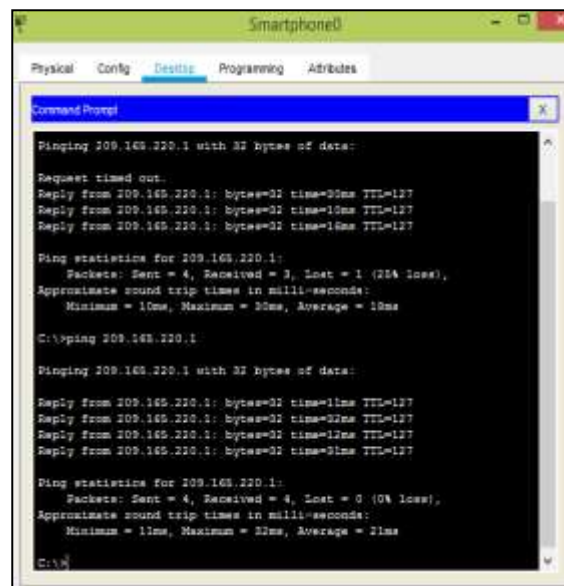 Smartphone0
Physical Config Desktop Programming Attributes
Command Prompt X
Pinging 209.165.220.1 with 32 bytes of data:
Request timed out.
Reply from 209.165.220.1: bytes=32 time=30ms TTL=127
Reply from 209.165.220.1: bytes=32 time=10ms TTL=127
Reply from 209.165.220.1: bytes=32 time=16ms TTL=127
Ping statistics for 209.165.220.1:
Packets: Sent = 4, Received = 3, Lost = 1 (25% loss),
Approximate round trip times in milli-seconds:
Minimum = 10ms, Maximum = 30ms, Average = 18ms
C:\>ping 209.165.220.1
Pinging 209.165.220.1 with 32 bytes of data:
Reply from 209.165.220.1: bytes=32 time=11ms TTL=127
Reply from 209.165.220.1: bytes=32 time=32ms TTL=127
Reply from 209.165.220.1: bytes=32 time=12ms TTL=127
Reply from 209.165.220.1: bytes=32 time=31ms TTL=127
Ping statistics for 209.165.220.1:
Packets: Sent = 4, Received = 4, Lost = 0 (0% loss),
Approximate round trip times in milli-seconds:
Minimum = 11ms, Maximum = 32ms, Average = 21ms
C:\>